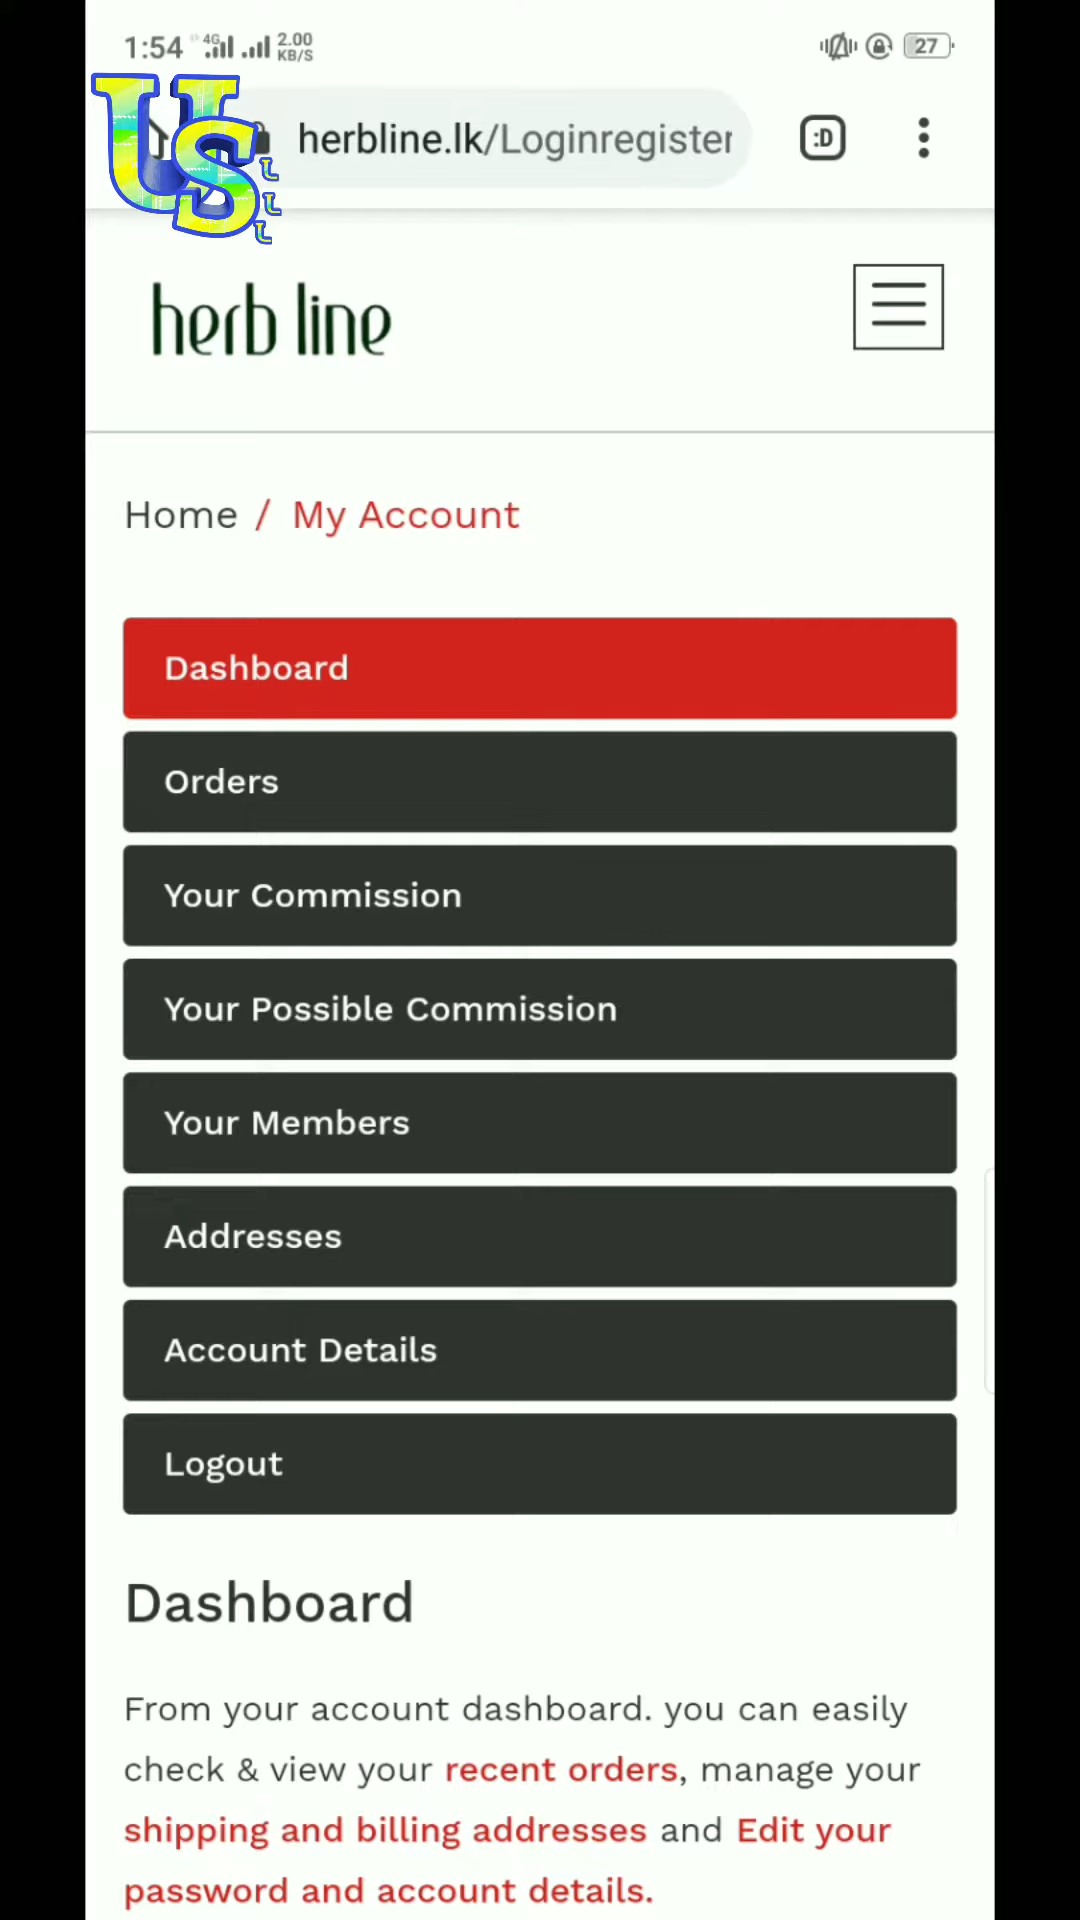 1:54 4G 2.00 KB/S 27
US
L
L
L
herbline.lk/Loginregister
:D
herb line
Home / My Account
Dashboard
Orders
Your Commission
Your Possible Commission
Your Members
Addresses
Account Details
Logout
Dashboard
From your account dashboard. you can easily
check & view your recent orders, manage your
shipping and billing addresses and Edit your
password and account details.